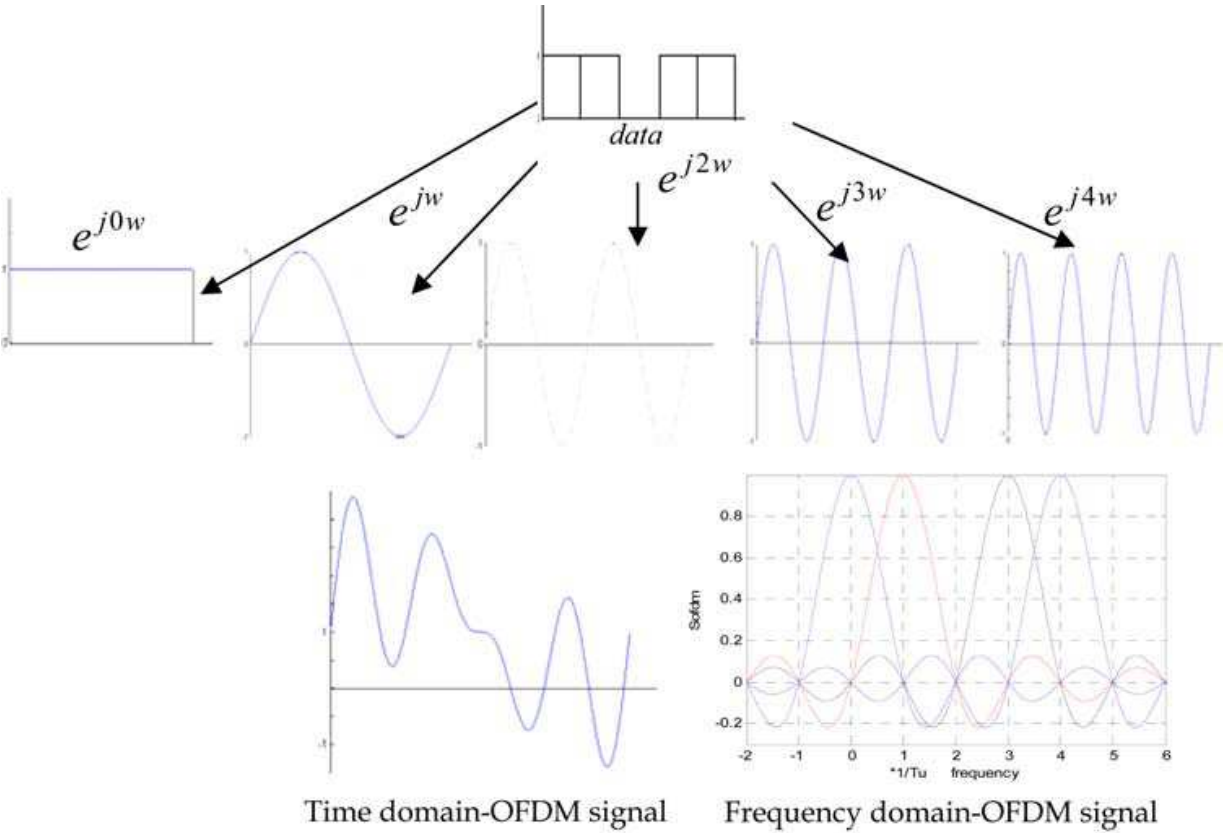 data
e^{j0w}
e^{jw}
e^{j2w}
e^{j3w}
e^{j4w}
0.8
0.6
0.4
0.2
0
-0.2
Sofdm
-2 -1 0 1 2 3 4 5 6
*1/Tu frequency
Time domain-OFDM signal
Frequency domain-OFDM signal